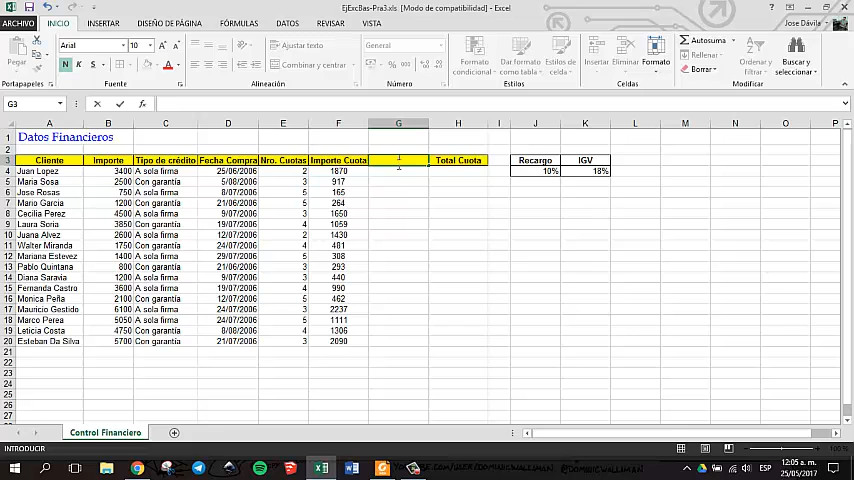 EjExcBas-Pra3.xls [Modo de compatibilidad] - Excel
ARCHIVO INICIO INSERTAR DISEÑO DE PÁGINA FÓRMULAS DATOS REVISAR VISTA Jose Dávila
Pegar
Arial 10
N K S
Ajustar texto
Combinar y centrar
General
Formato condicional
Dar formato como tabla
Estilos de celda
Insertar Eliminar Formato
Autosuma
Rellenar
Borrar
Ordenar y filtrar
Buscar y seleccionar
Portapapeles Fuente Alineación Número Estilos Celdas Modificar
G3
A B C D E F G H I J K L M N O P
1 Datos Financieros
2
3 Cliente Importe Tipo de crédito Fecha Compra Nro. Cuotas Importe Cuota Total Cuota Recargo IGV
4 Juan Lopez 3400 A sola firma 25/06/2006 2 1870 10% 18%
5 Maria Sosa 2500 Con garantía 5/08/2006 3 917
6 Jose Rosas 750 A sola firma 8/07/2006 5 165
7 Mario Garcia 1200 Con garantía 21/07/2006 5 264
8 Cecilia Perez 4500 A sola firma 9/07/2006 3 1650
9 Laura Soria 3850 Con garantía 19/07/2006 4 1059
10 Juana Alvez 2600 A sola firma 12/07/2006 2 1430
11 Walter Miranda 1750 Con garantía 24/07/2006 4 481
12 Mariana Estevez 1400 A sola firma 29/07/2006 5 308
13 Pablo Quintana 800 Con garantía 21/06/2006 3 293
14 Diana Saravia 1200 A sola firma 9/07/2006 3 440
15 Fernanda Castro 3600 A sola firma 19/07/2006 4 990
16 Monica Peña 2100 Con garantía 12/07/2006 5 462
17 Mauricio Gestido 6100 A sola firma 24/07/2006 3 2237
18 Marco Perea 5050 A sola firma 24/07/2006 5 1111
19 Leticia Costa 4750 Con garantía 8/08/2006 4 1306
20 Esteban Da Silva 5700 Con garantía 21/07/2006 3 2090
21
22
23
24
25
26
27
Control Financiero
INTRODUCIR 100%
ESP
12:05 a. m.
25/05/2017